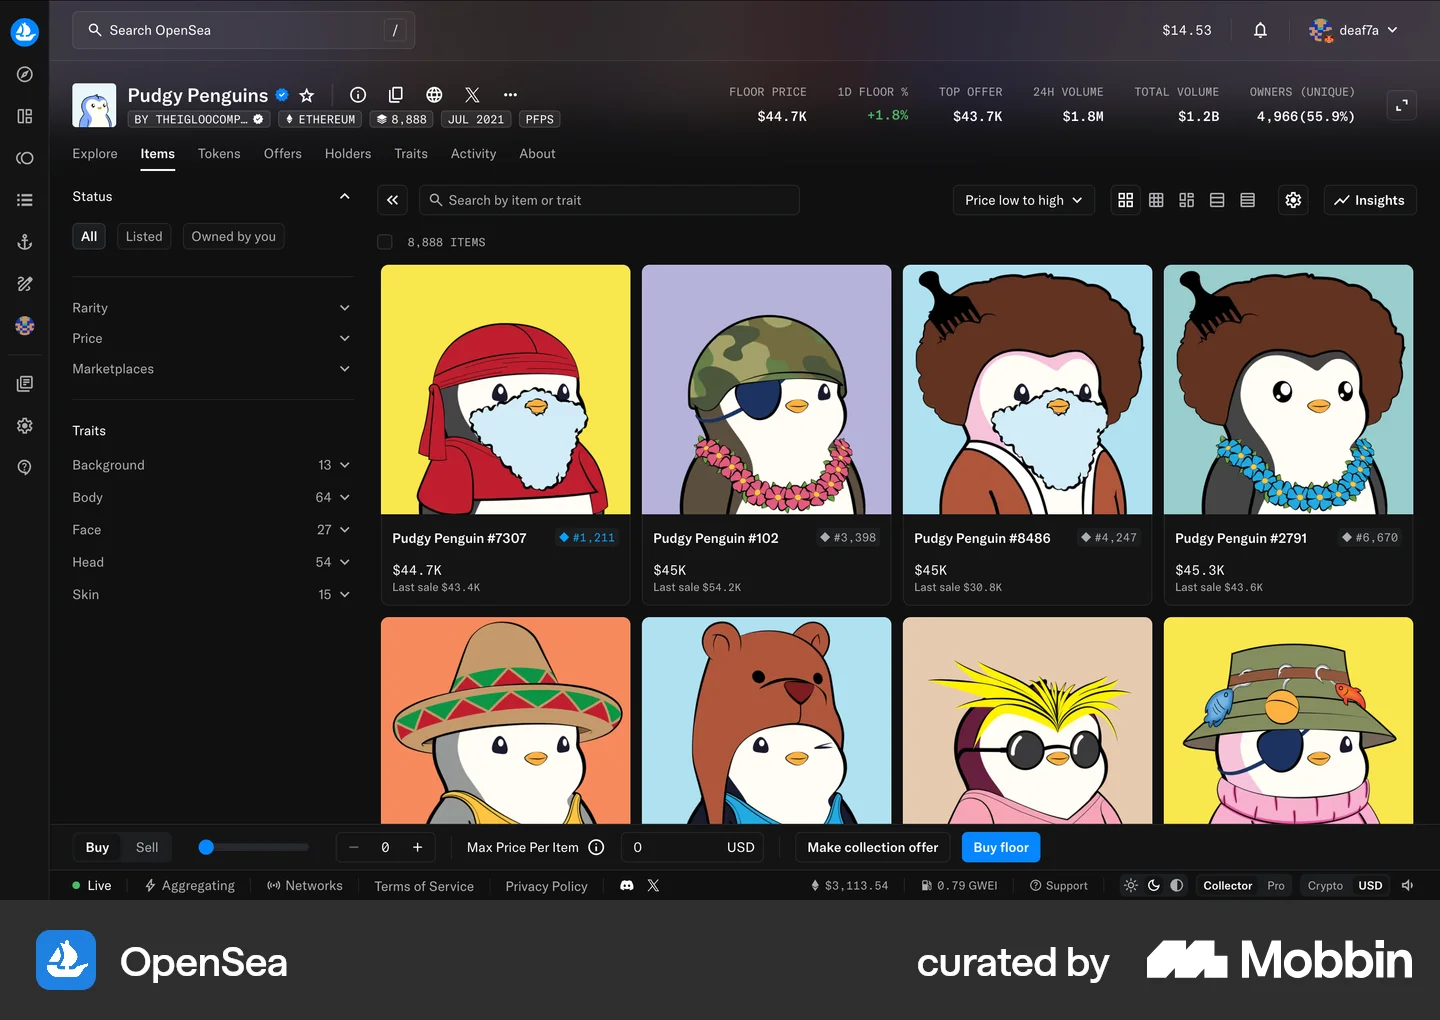 Search OpenSea
/
$14.53
deaf7a
Pudgy Penguins
BY THEIGLOOCOMP…
ETHEREUM
8,888
JUL 2021
PFPS
FLOOR PRICE
$44.7K
1D FLOOR %
+1.8%
TOP OFFER
$43.7K
24H VOLUME
$1.8M
TOTAL VOLUME
$1.2B
OWNERS (UNIQUE)
4,966(55.9%)
Explore
Items
Tokens
Offers
Holders
Traits
Activity
About
Status
All
Listed
Owned by you
Rarity
Price
Marketplaces
Traits
Background 13
Body 64
Face 27
Head 54
Skin 15
Search by item or trait
Price low to high
Insights
8,888 ITEMS
Pudgy Penguin #7307
#1,211
$44.7K
Last sale $43.4K
Pudgy Penguin #102
#3,398
$45K
Last sale $54.2K
Pudgy Penguin #8486
#4,247
$45K
Last sale $30.8K
Pudgy Penguin #2791
#6,670
$45.3K
Last sale $43.6K
Buy
Sell
0
Max Price Per Item
0 USD
Make collection offer
Buy floor
Live
Aggregating
Networks
Terms of Service
Privacy Policy
$3,113.54
0.79 GWEI
Support
Collector
Pro
Crypto
USD
OpenSea
curated by
Mobbin